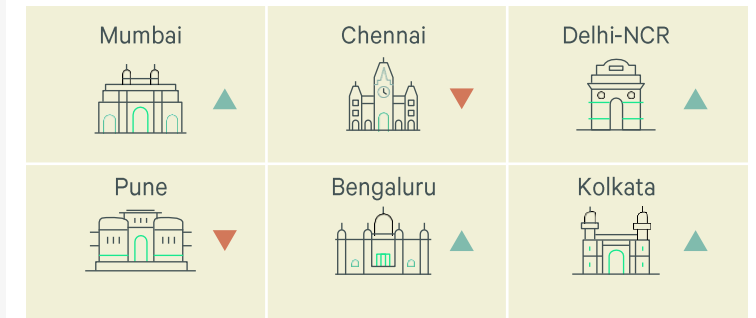 Mumbai
Chennai
Delhi-NCR
Pune
Bengaluru
Kolkata